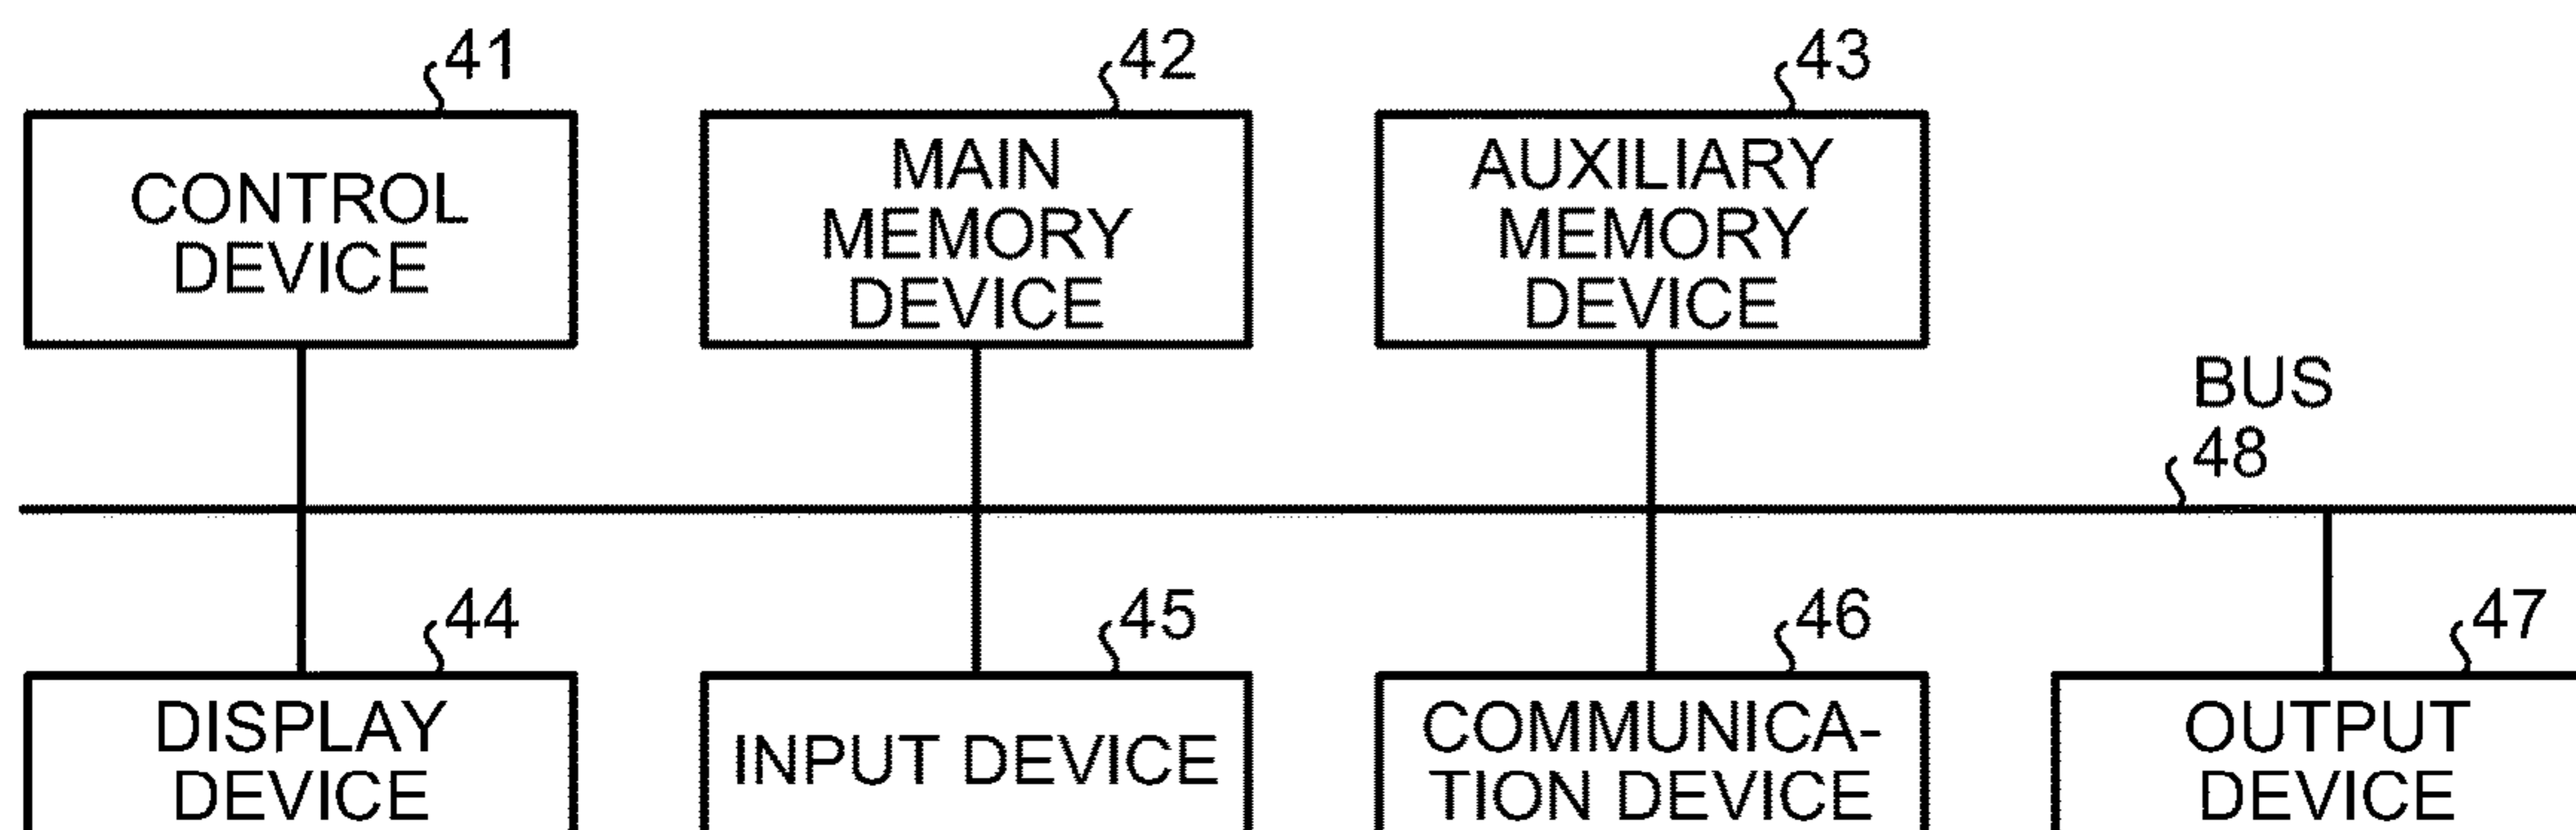 41
42
43
CONTROL
DEVICE
MAIN
MEMORY
DEVICE
AUXILIARY
MEMORY
DEVICE
BUS
48
44
45
46
47
DISPLAY
DEVICE
INPUT DEVICE
COMMUNICA-
TION DEVICE
OUTPUT
DEVICE